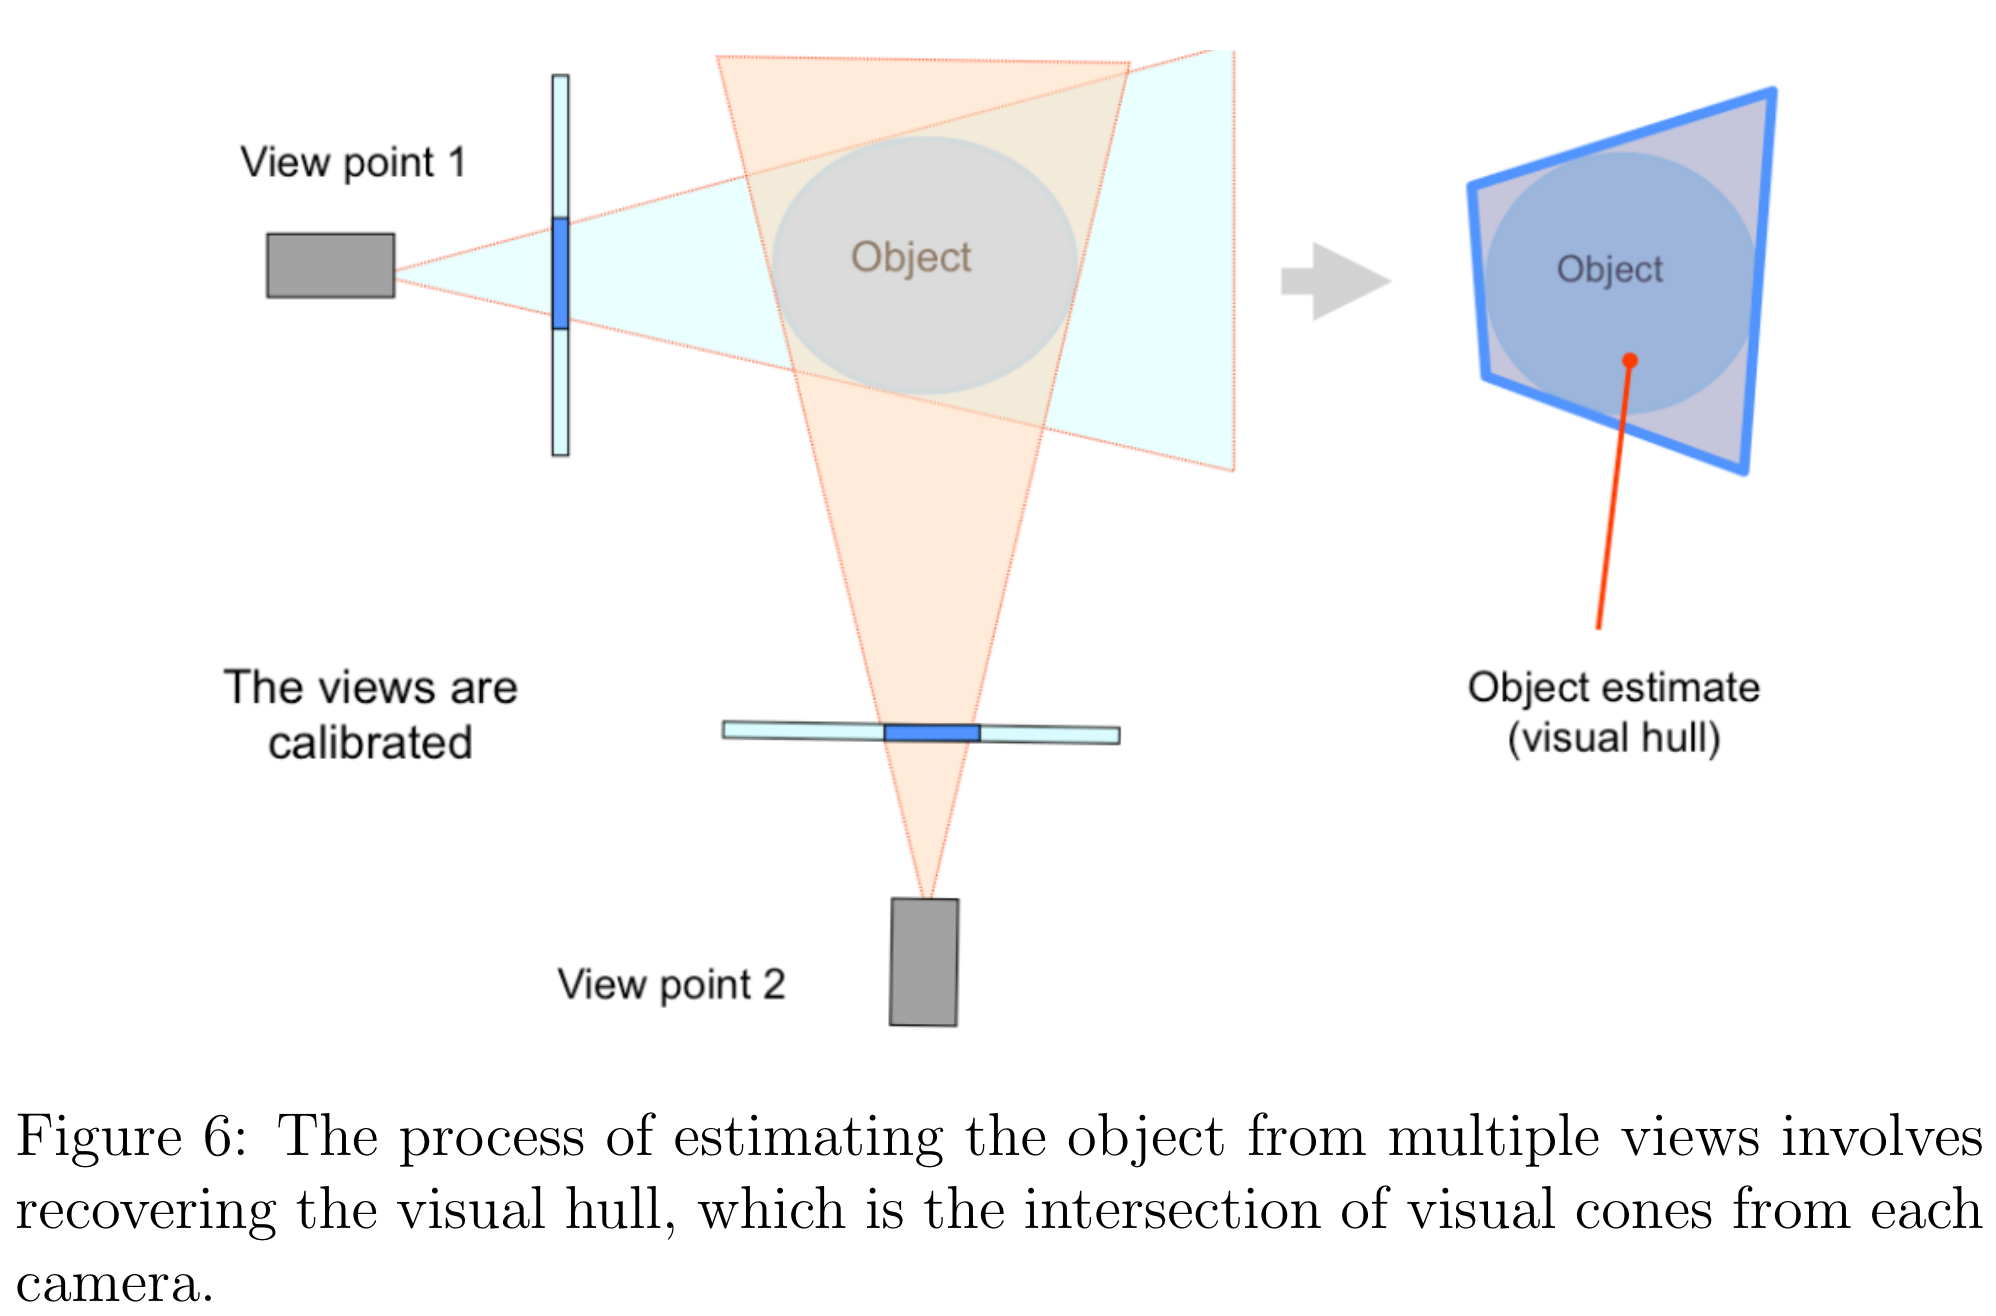 View point 1
Object
Object
The views are
calibrated
Object estimate
(visual hull)
View point 2
Figure 6: The process of estimating the object from multiple views involves
recovering the visual hull, which is the intersection of visual cones from each
camera.